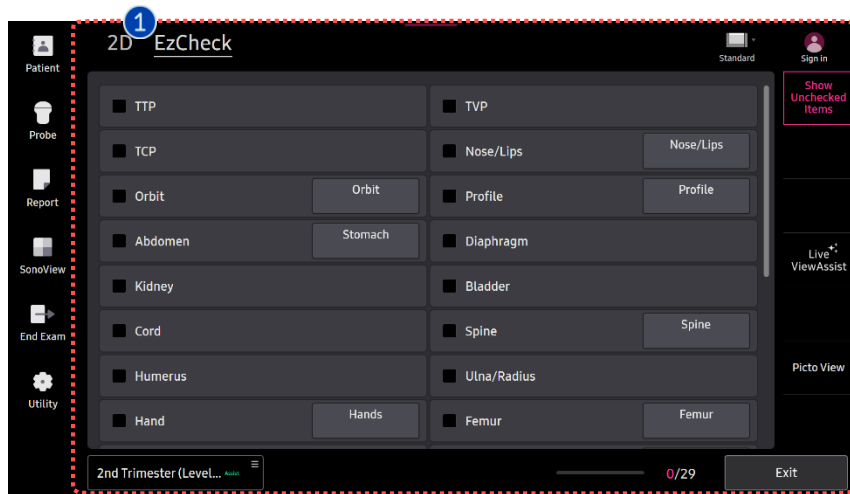 1
2D EzCheck
Standard
Sign in
Patient
Probe
Report
SonoView
End Exam
Utility
TTP
TVP
TCP
Nose/Lips
Nose/Lips
Orbit
Orbit
Profile
Profile
Abdomen
Stomach
Diaphragm
Kidney
Bladder
Cord
Spine
Spine
Humerus
Ulna/Radius
Hand
Hands
Femur
Femur
Show
Unchecked
Items
Live
ViewAssist
Picto View
2nd Trimester (Level... Assist
0/29
Exit